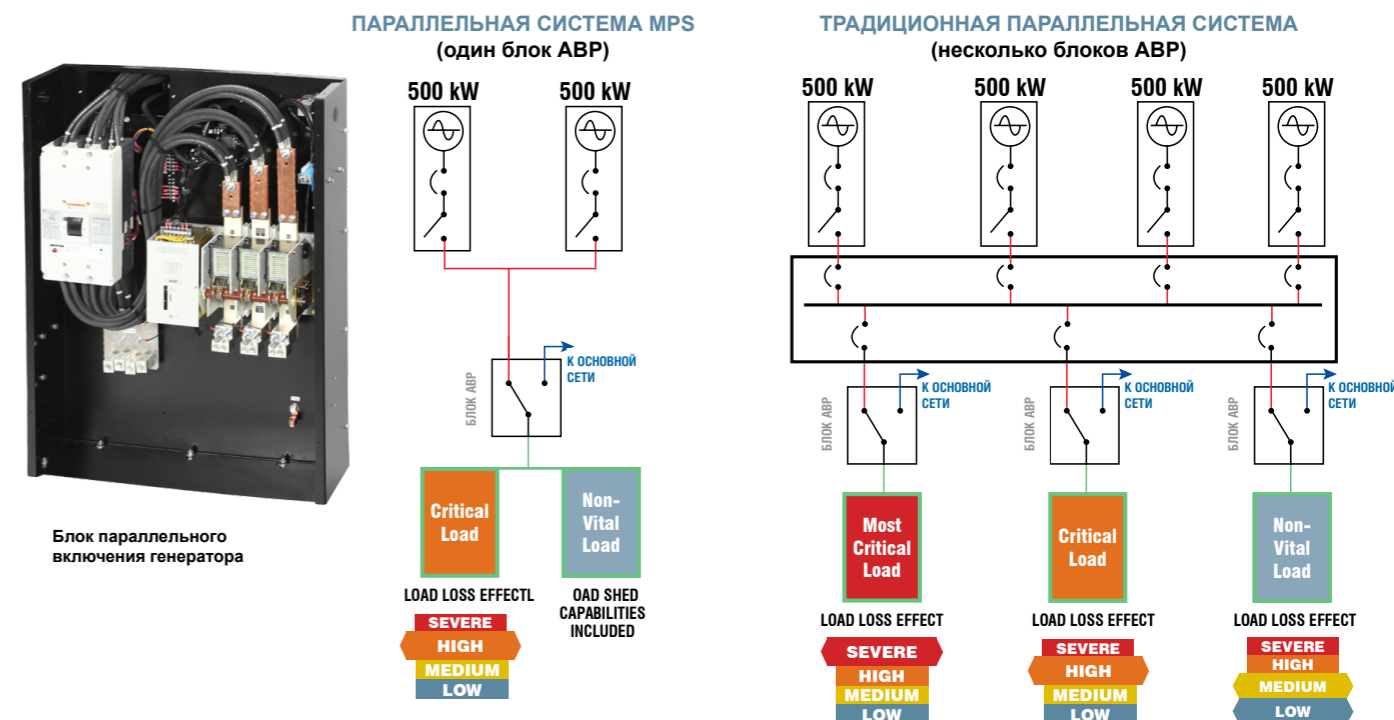 ПАРАЛЛЕЛЬНАЯ СИСТЕМА MPS
(один блок АВР)
500 kW
500 kW
К ОСНОВНОЙ
СЕТИ
БЛОК АВР
Critical
Load
Non-
Vital
Load
LOAD LOSS EFFECTL
SEVERE
HIGH
MEDIUM
LOW
OAD SHED
CAPABILITIES
INCLUDED
Блок параллельного
включения генератора
ТРАДИЦИОННАЯ ПАРАЛЛЕЛЬНАЯ СИСТЕМА
(несколько блоков АВР)
500 kW
500 kW
500 kW
500 kW
БЛОК АВР
К ОСНОВНОЙ
СЕТИ
БЛОК АВР
К ОСНОВНОЙ
СЕТИ
БЛОК АВР
К ОСНОВНОЙ
СЕТИ
Most
Critical
Load
LOAD LOSS EFFECT
SEVERE
HIGH
MEDIUM
LOW
Critical
Load
LOAD LOSS EFFECT
SEVERE
HIGH
MEDIUM
LOW
Non-
Vital
Load
LOAD LOSS EFFECT
SEVERE
HIGH
MEDIUM
LOW